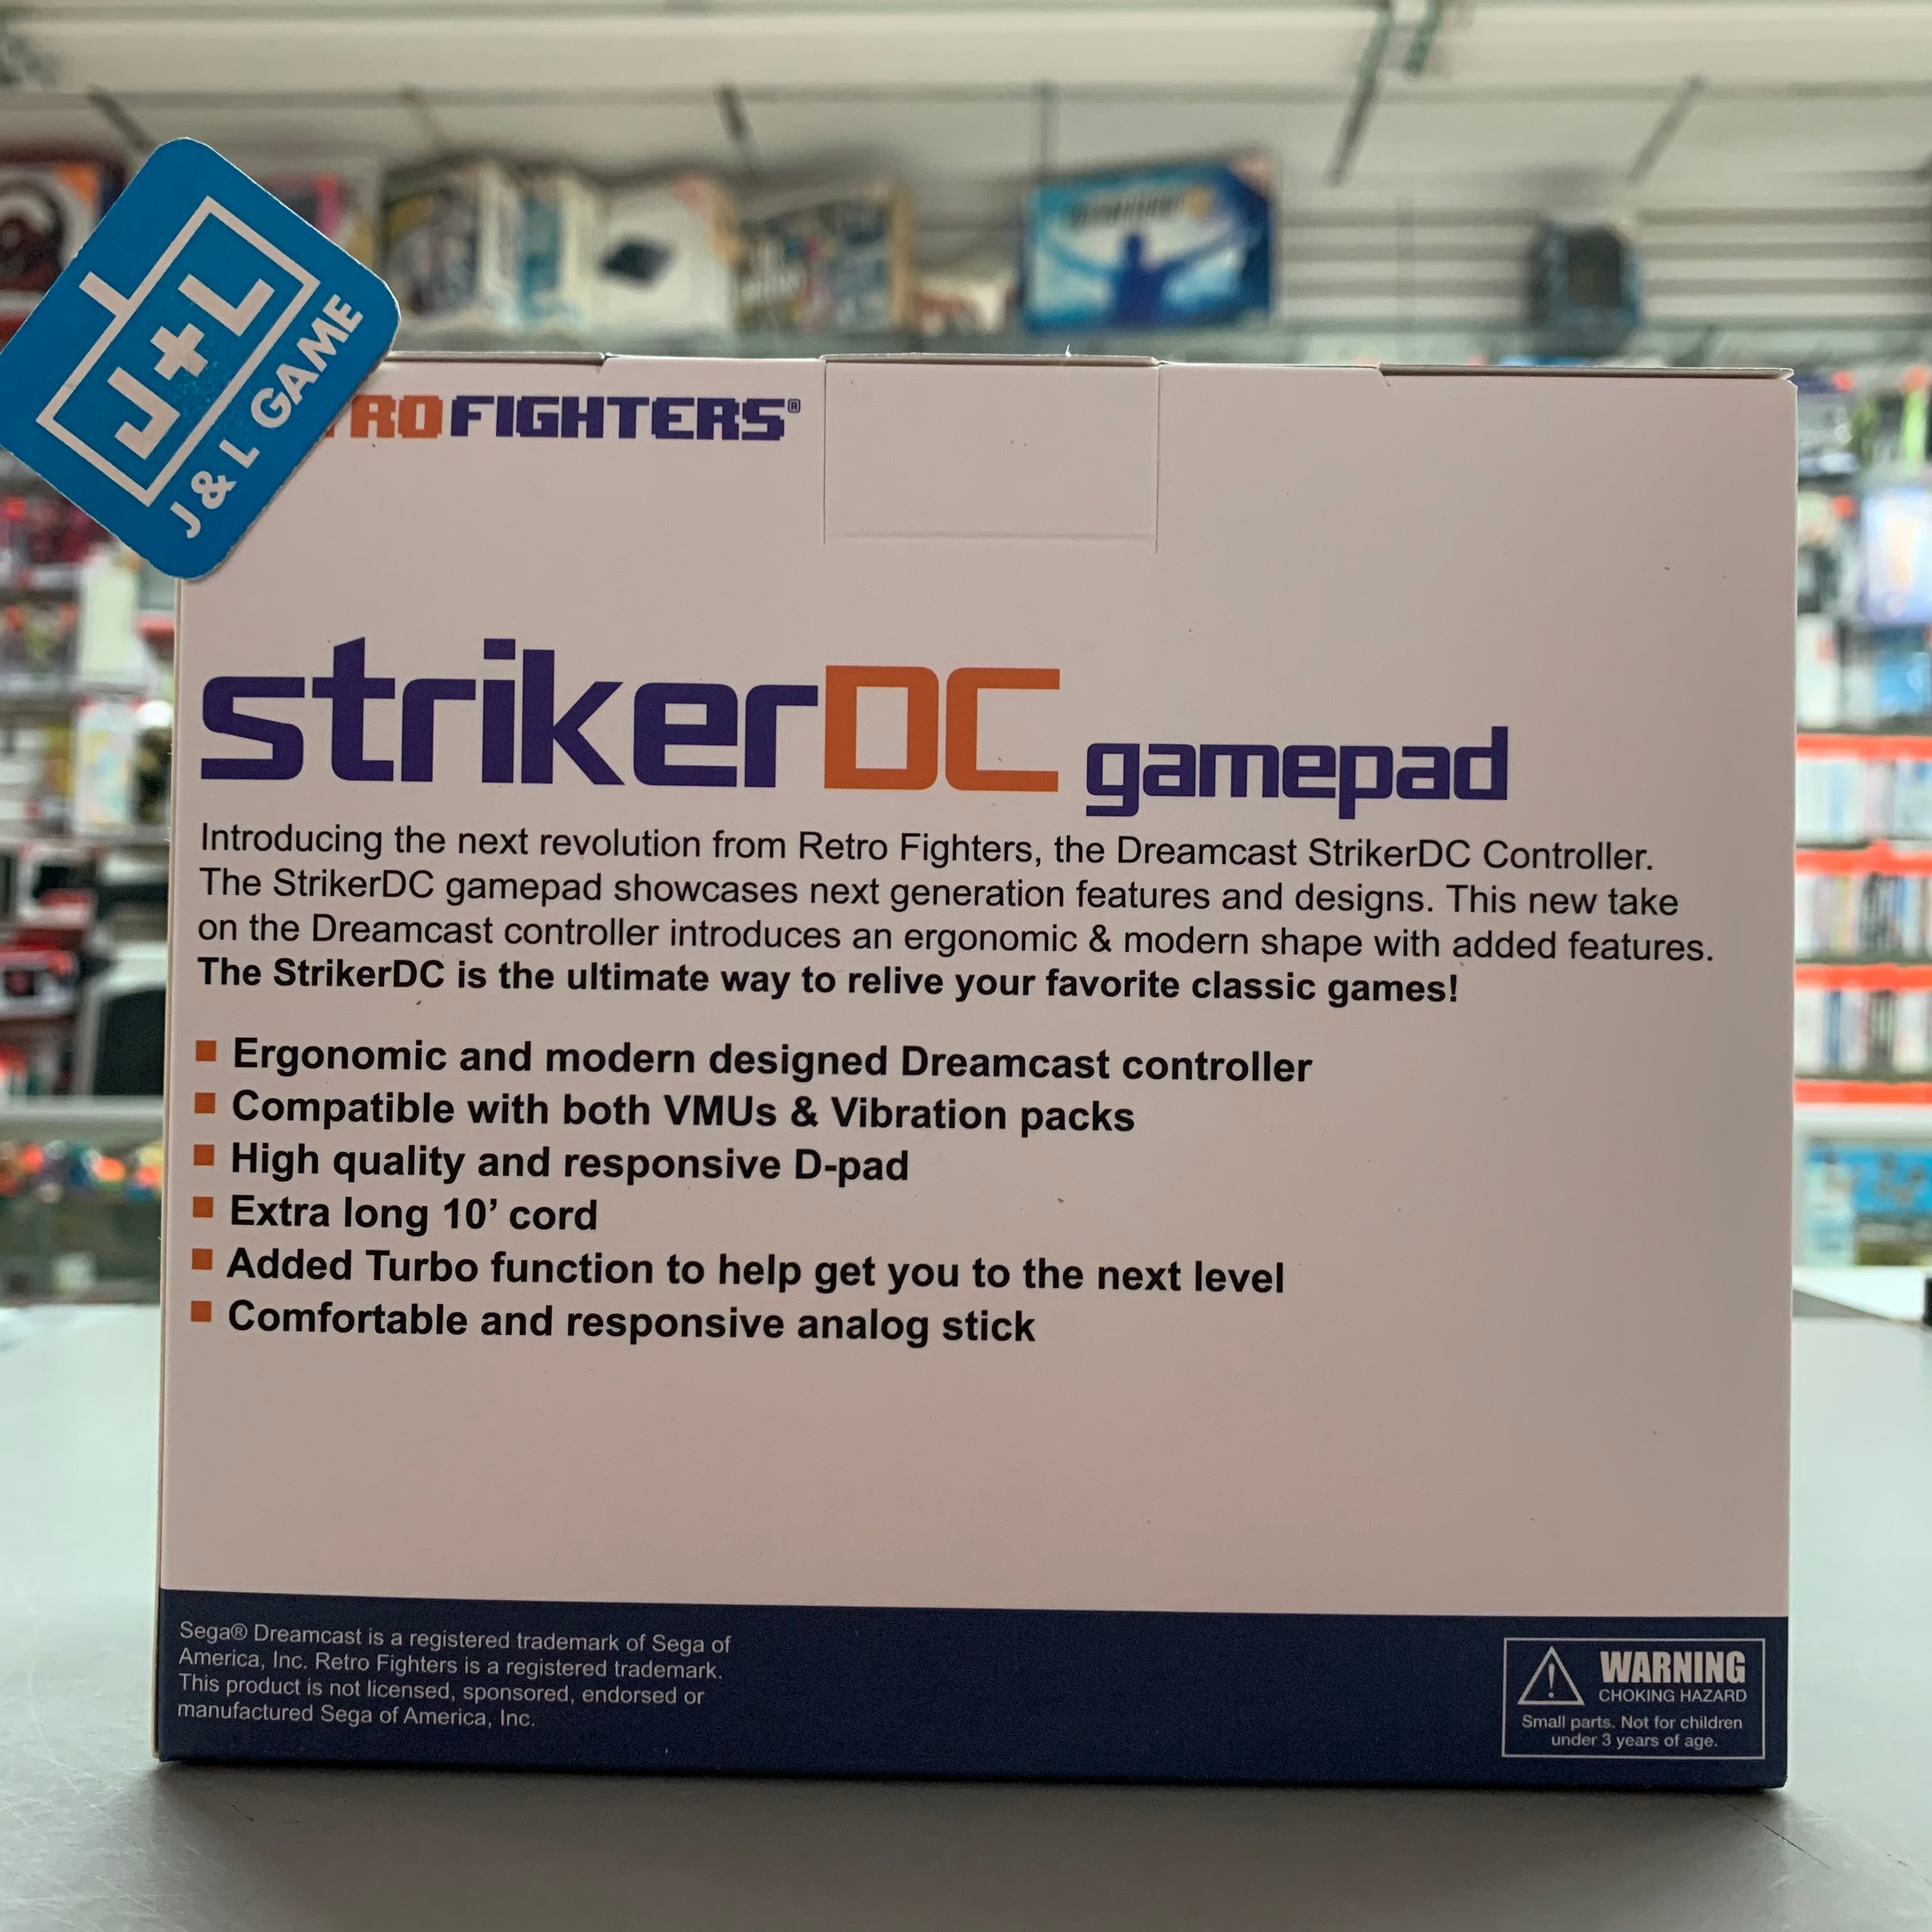 J+L
J & L GAME
RO FIGHTERS®
strikerDC gamepad
Introducing the next revolution from Retro Fighters, the Dreamcast StrikerDC Controller.
The StrikerDC gamepad showcases next generation features and designs. This new take
on the Dreamcast controller introduces an ergonomic & modern shape with added features.
The StrikerDC is the ultimate way to relive your favorite classic games!
Ergonomic and modern designed Dreamcast controller
Compatible with both VMUs & Vibration packs
High quality and responsive D-pad
Extra long 10’ cord
Added Turbo function to help get you to the next level
Comfortable and responsive analog stick
Sega® Dreamcast is a registered trademark of Sega of
America, Inc. Retro Fighters is a registered trademark.
This product is not licensed, sponsored, endorsed or
manufactured Sega of America, Inc.
WARNING
CHOKING HAZARD
Small parts. Not for children
under 3 years of age.